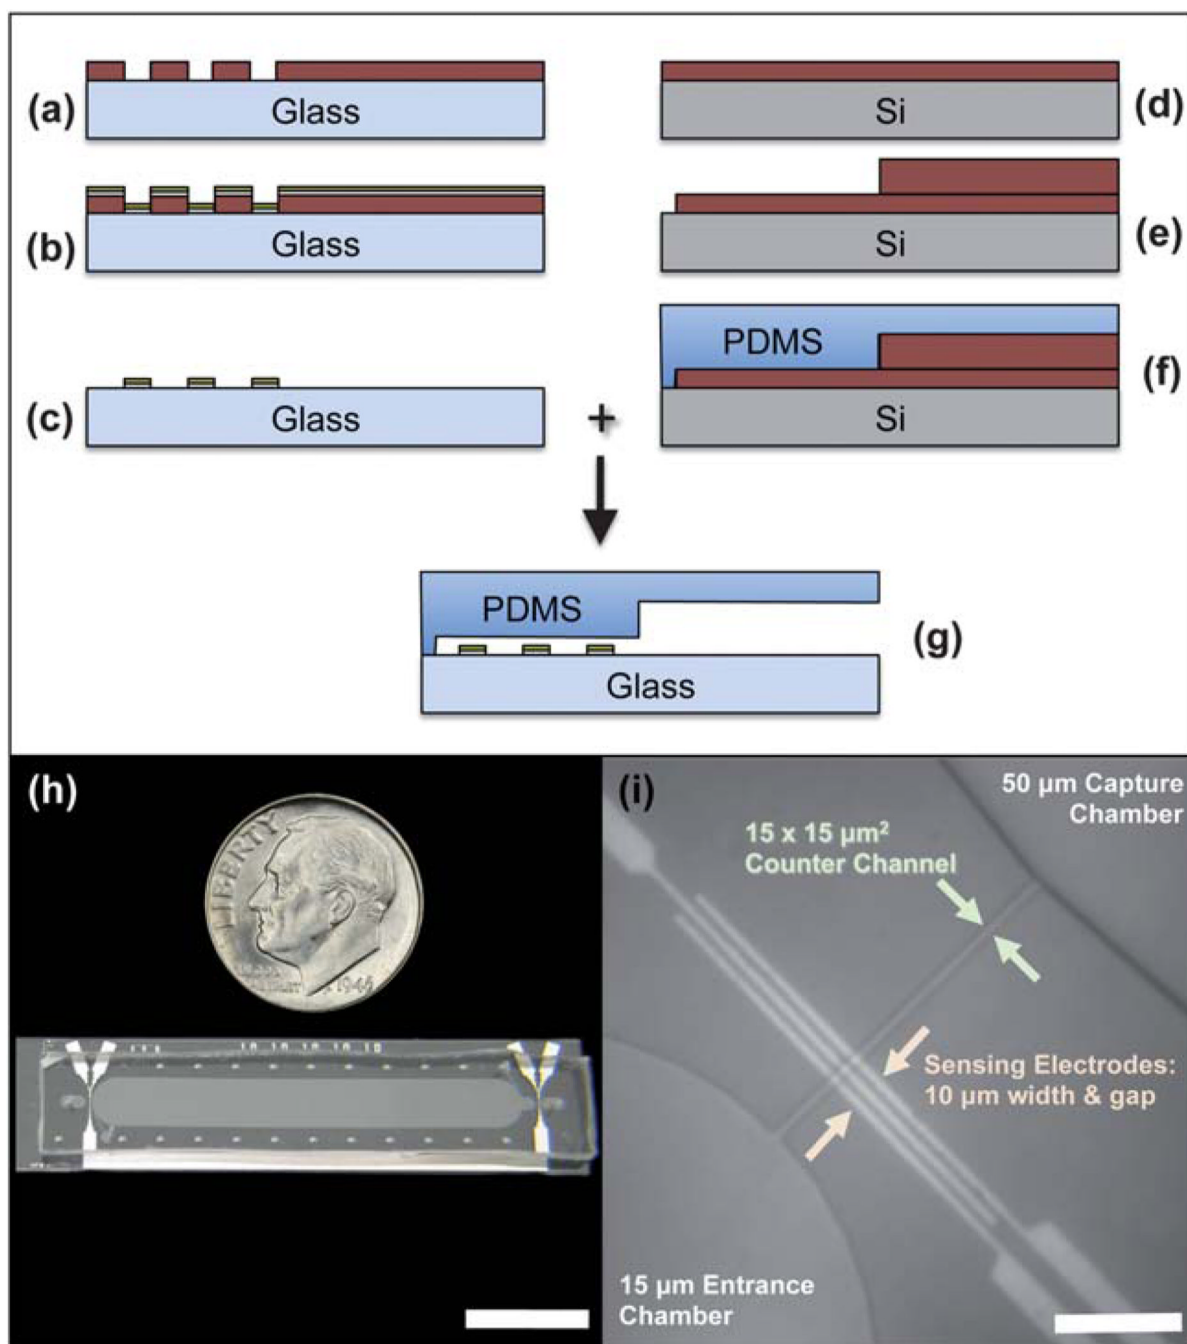 (a)
Glass
Si
(d)
(b)
Glass
Si
(e)
(c)
Glass
+
PDMS
Si
(f)
PDMS
Glass
(g)
(h)
LIBERTY
1946
(i)
50 µm Capture
Chamber
15 x 15 µm²
Counter Channel
Sensing Electrodes:
10 µm width & gap
15 µm Entrance
Chamber